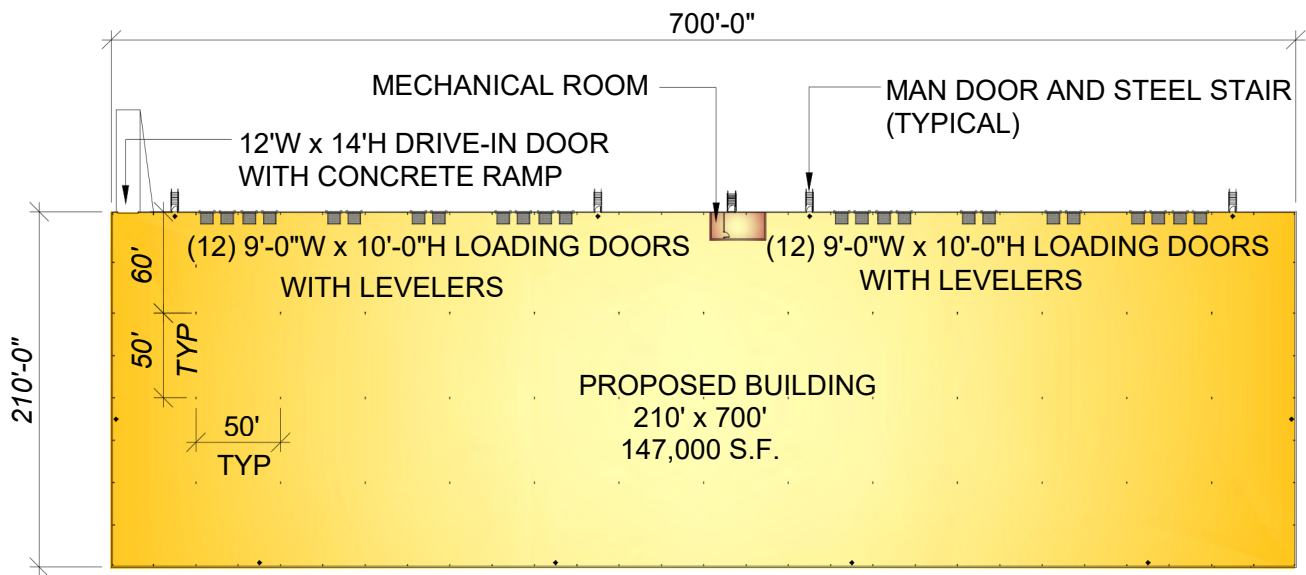 700'-0"
MECHANICAL ROOM
MAN DOOR AND STEEL STAIR
(TYPICAL)
12'W x 14'H DRIVE-IN DOOR
WITH CONCRETE RAMP
(12) 9'-0"W x 10'-0"H LOADING DOORS
WITH LEVELERS
(12) 9'-0"W x 10'-0"H LOADING DOORS
WITH LEVELERS
60'
50'
TYP
210'-0"
50'
TYP
PROPOSED BUILDING
210' x 700'
147,000 S.F.